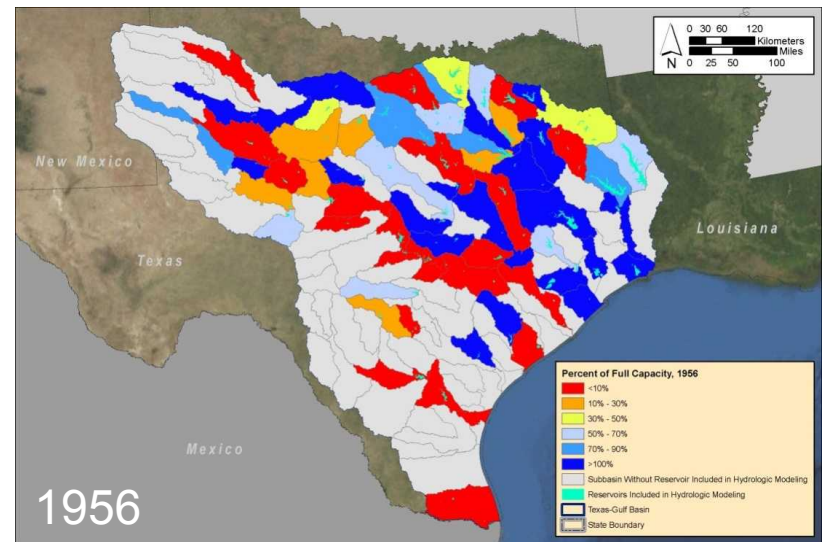 0 30 60 120
Kilometers
Miles
0 25 50 100
N
New Mexico
Texas
Louisiana
Mexico
1956
Percent of Full Capacity, 1956
<10%
10% - 30%
30% - 50%
50% - 70%
70% - 90%
>100%
Subbasin Without Reservoir Included in Hydrologic Modeling
Reservoirs Included in Hydrologic Modeling
Texas-Gulf Basin
State Boundary